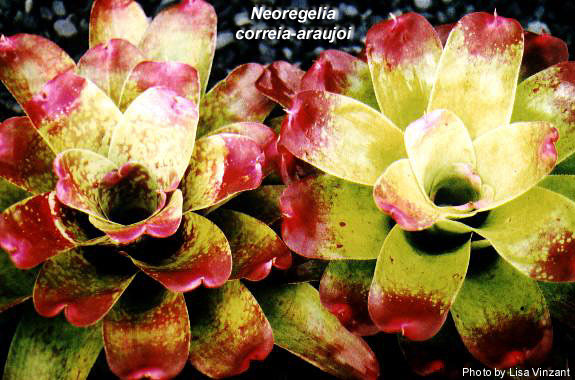 Neoregelia
correia-araujoi
Photo by Lisa Vinzant